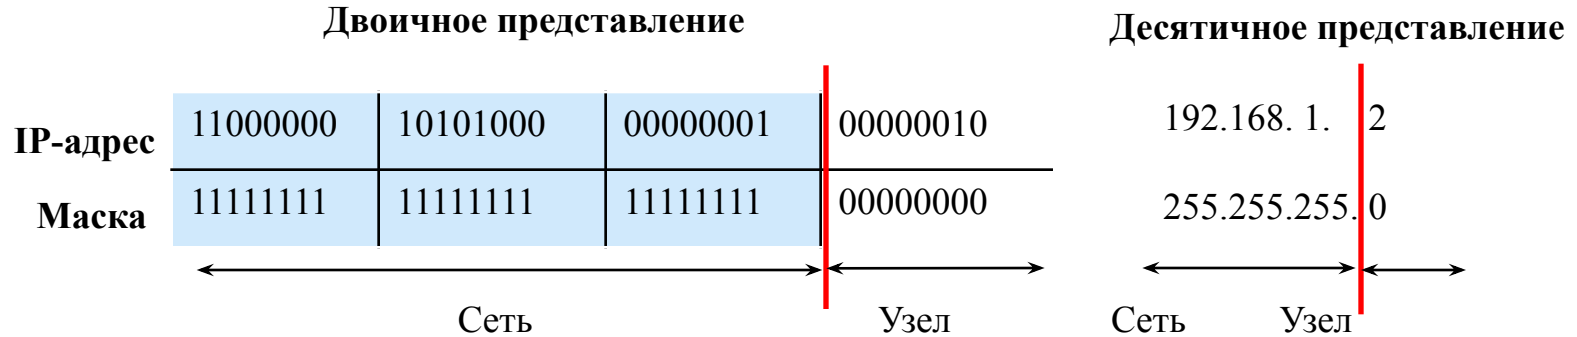 Двоичное представление Десятичное представление
IP-адрес 11000000 10101000 00000001 00000010 192.168. 1. 2
Маска 11111111 11111111 11111111 00000000 255.255.255. 0
Сеть Узел Сеть Узел